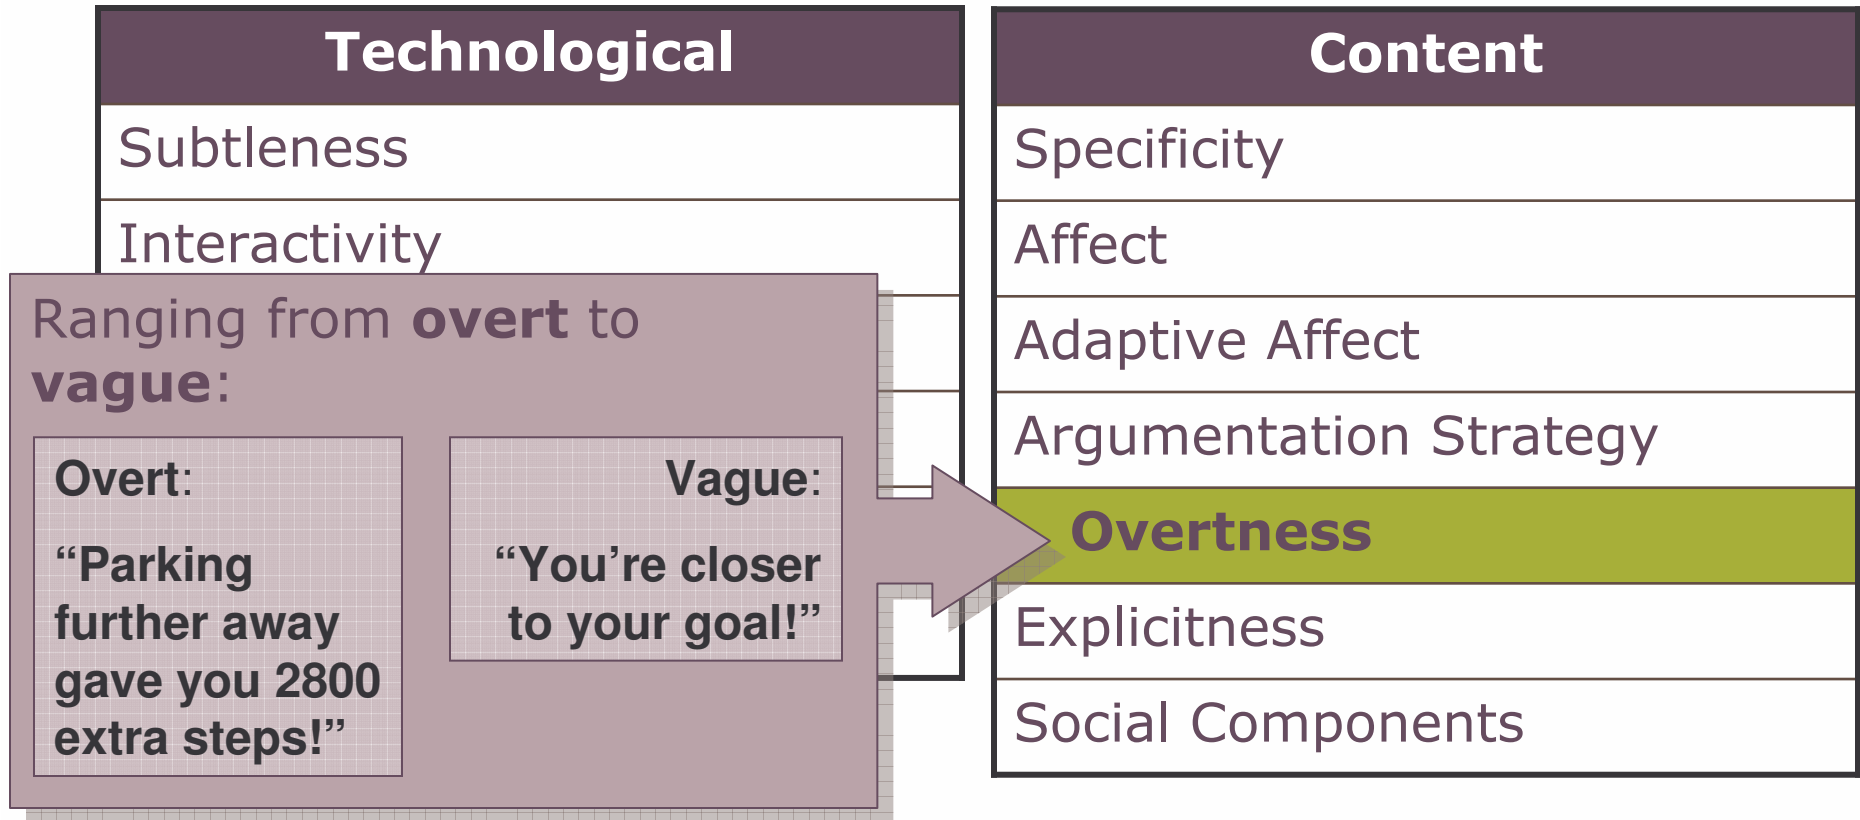 Technological
Subtleness
Interactivity
Ranging from overt to
vague:
Overt:
“Parking
further away
gave you 2800
extra steps!”
Vague:
“You’re closer
to your goal!”
Content
Specificity
Affect
Adaptive Affect
Argumentation Strategy
Overtness
Explicitness
Social Components